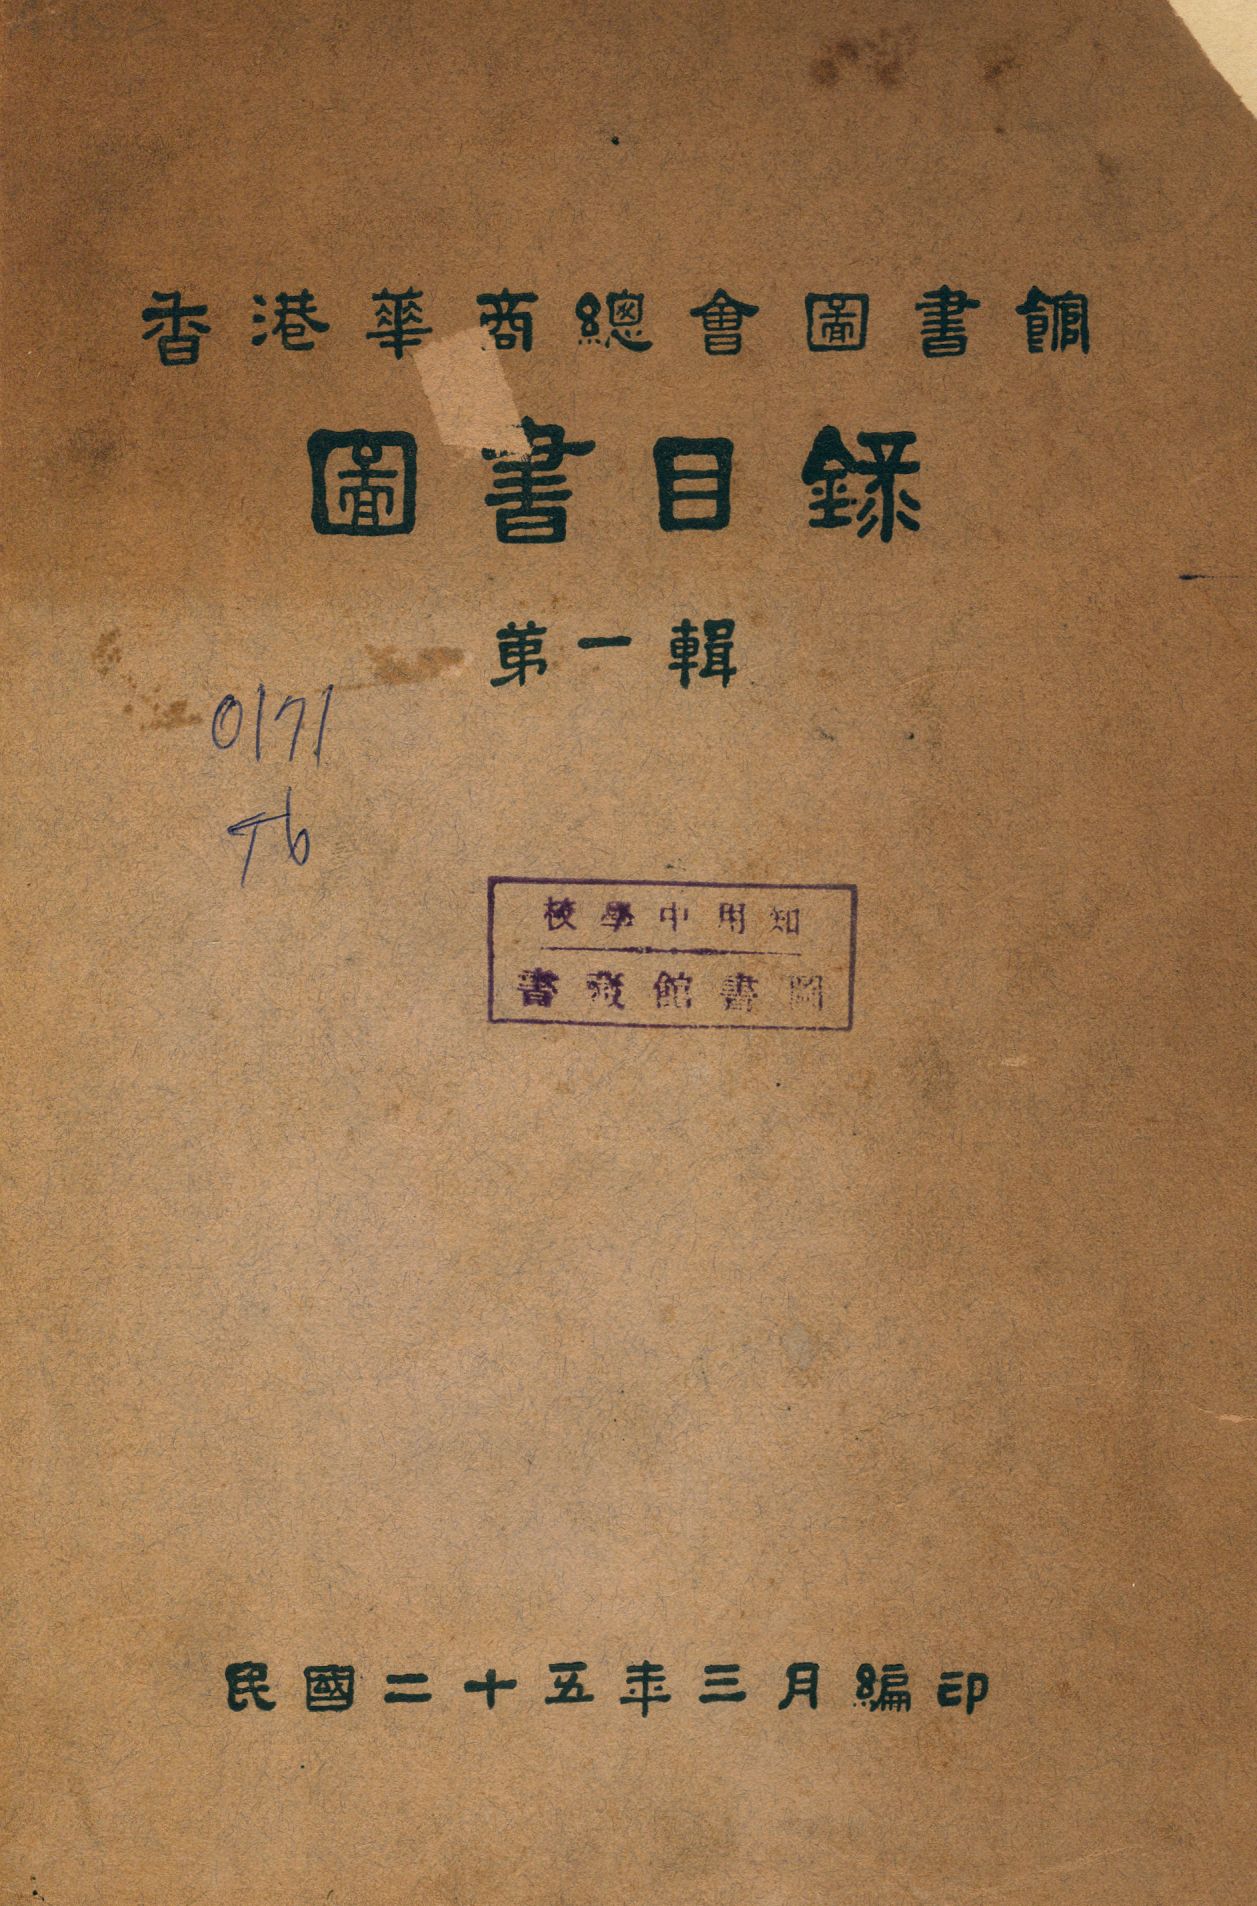 香港華商總會圖書館
圖書目錄
第一輯
0171
校學中用知
書藏館書圖
民國二十五年三月編印